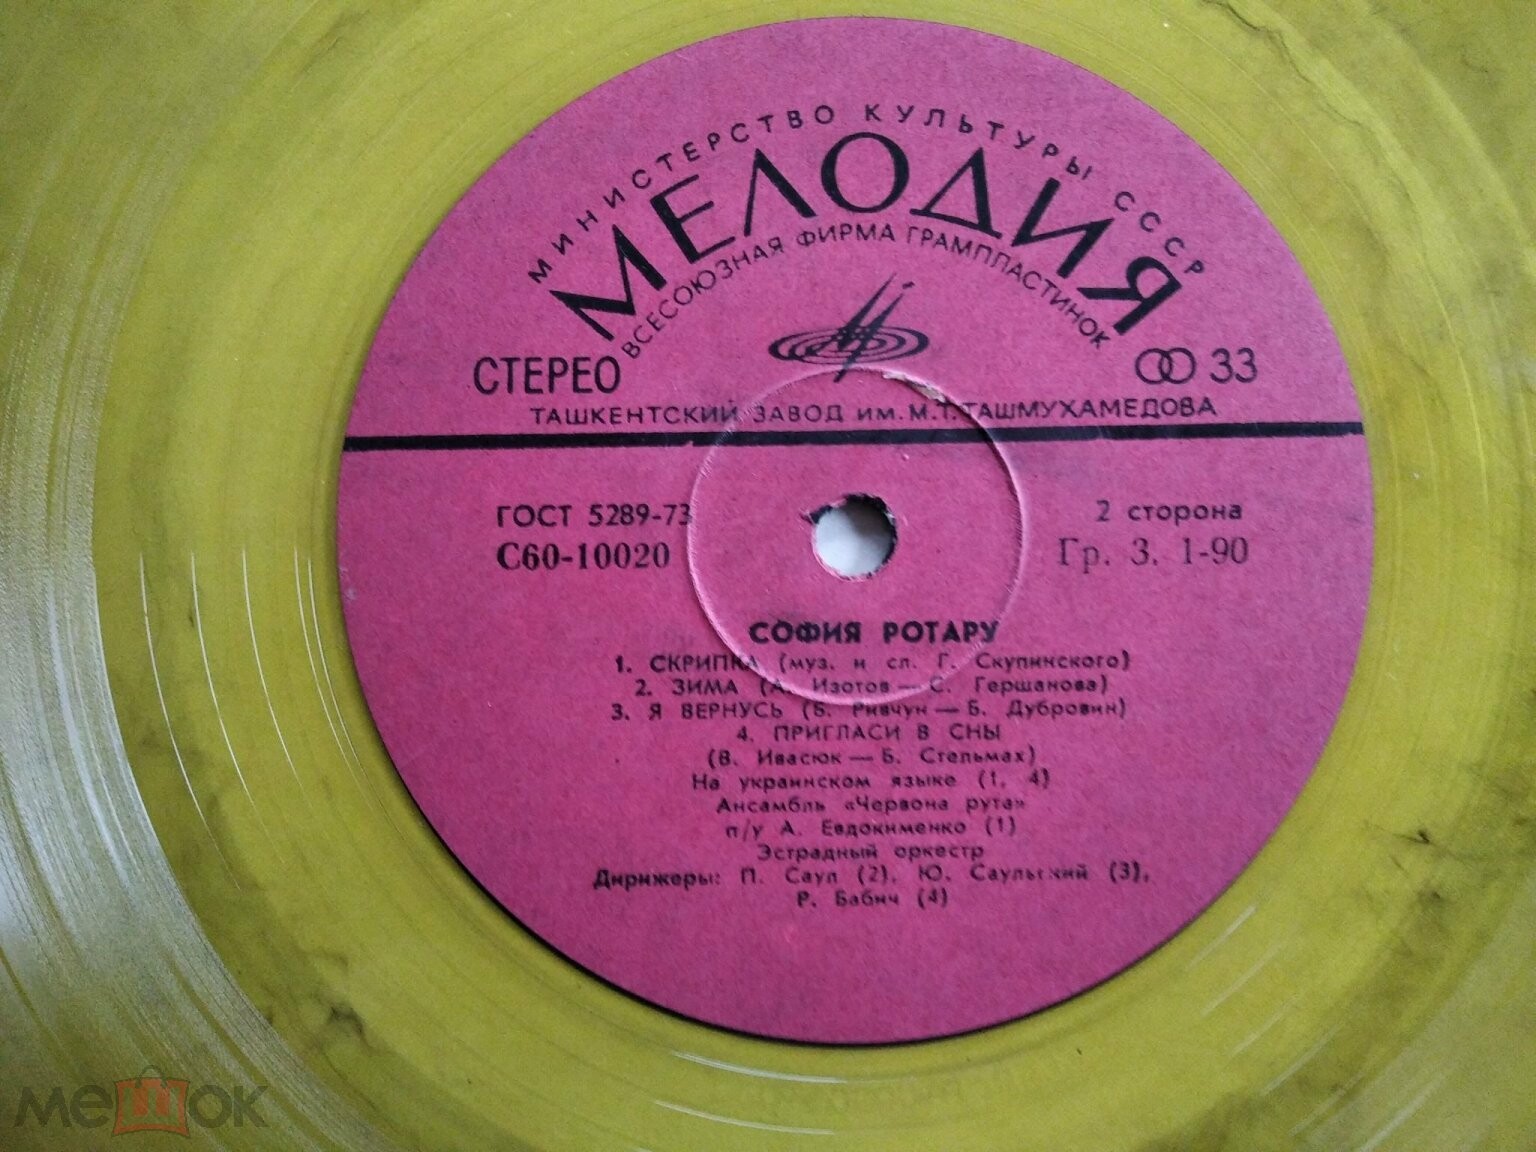 МИНИСТЕРСТВО КУЛЬТУРЫ СССР
МЕЛОДИЯ
ВСЕСОЮЗНАЯ ФИРМА ГРАМПЛАСТИНОК
СТЕРЕО
33
ТАШКЕНТСКИЙ ЗАВОД ИМ. М.Т. ТАШМУХАМЕДОВА
ГОСТ 5289-73
2 сторона
С60-10020
Гр. 3. 1-90
СОФИЯ РОТАРУ
1. СКРИПКА (муз. и сл. Г. Скупинского)
2. ЗИМА (А. Изотов — С. Гершанова)
3. Я ВЕРНУСЬ (Б. Ривчун — Б. Дубровин)
4. ПРИГЛАСИ В СНЫ
(В. Ивасюк — Б. Стельмах)
На украинском языке (1, 4)
Ансамбль «Червона рута»
п/у А. Евдокименко (1)
Эстрадный оркестр
Дирижеры: П. Саул (2), Ю. Саульский (3),
Р. Бабич (4)
мешок